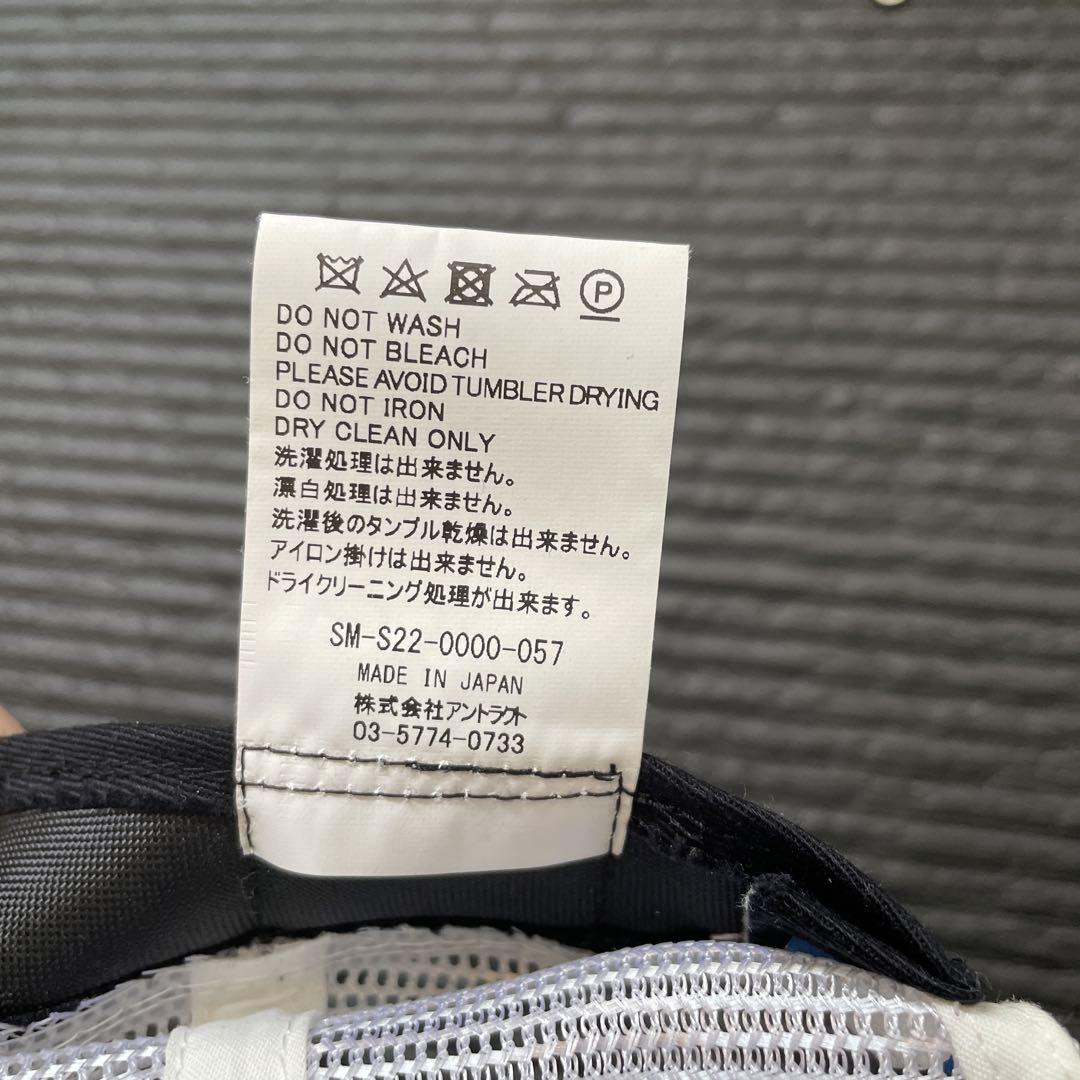 P
DO NOT WASH
DO NOT BLEACH
PLEASE AVOID TUMBLER DRYING
DO NOT IRON
DRY CLEAN ONLY
洗濯処理は出来ません。
漂白処理は出来ません。
洗濯後のタンブル乾燥は出来ません。
アイロン掛けは出来ません。
ドライクリーニング処理が出来ます。
SM-S22-0000-057
MADE IN JAPAN
株式会社アントラクト
03-5774-0733